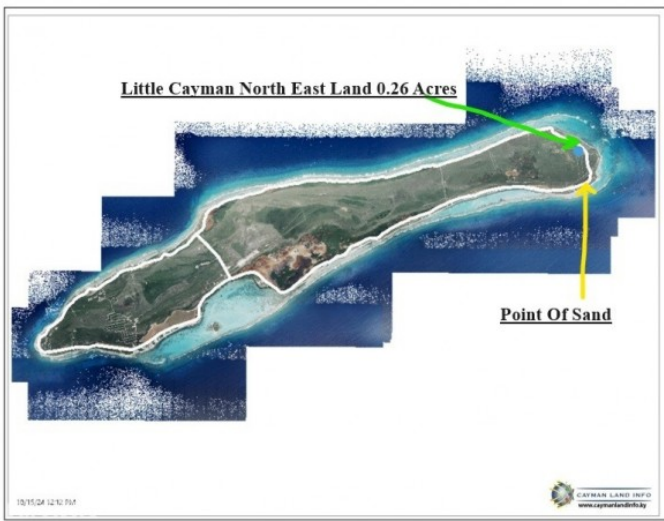 Little Cayman North East Land 0.26 Acres
Point Of Sand
10/15/24 12:12 PM
CAYMAN LAND INFO
www.caymanlandinfo.ky